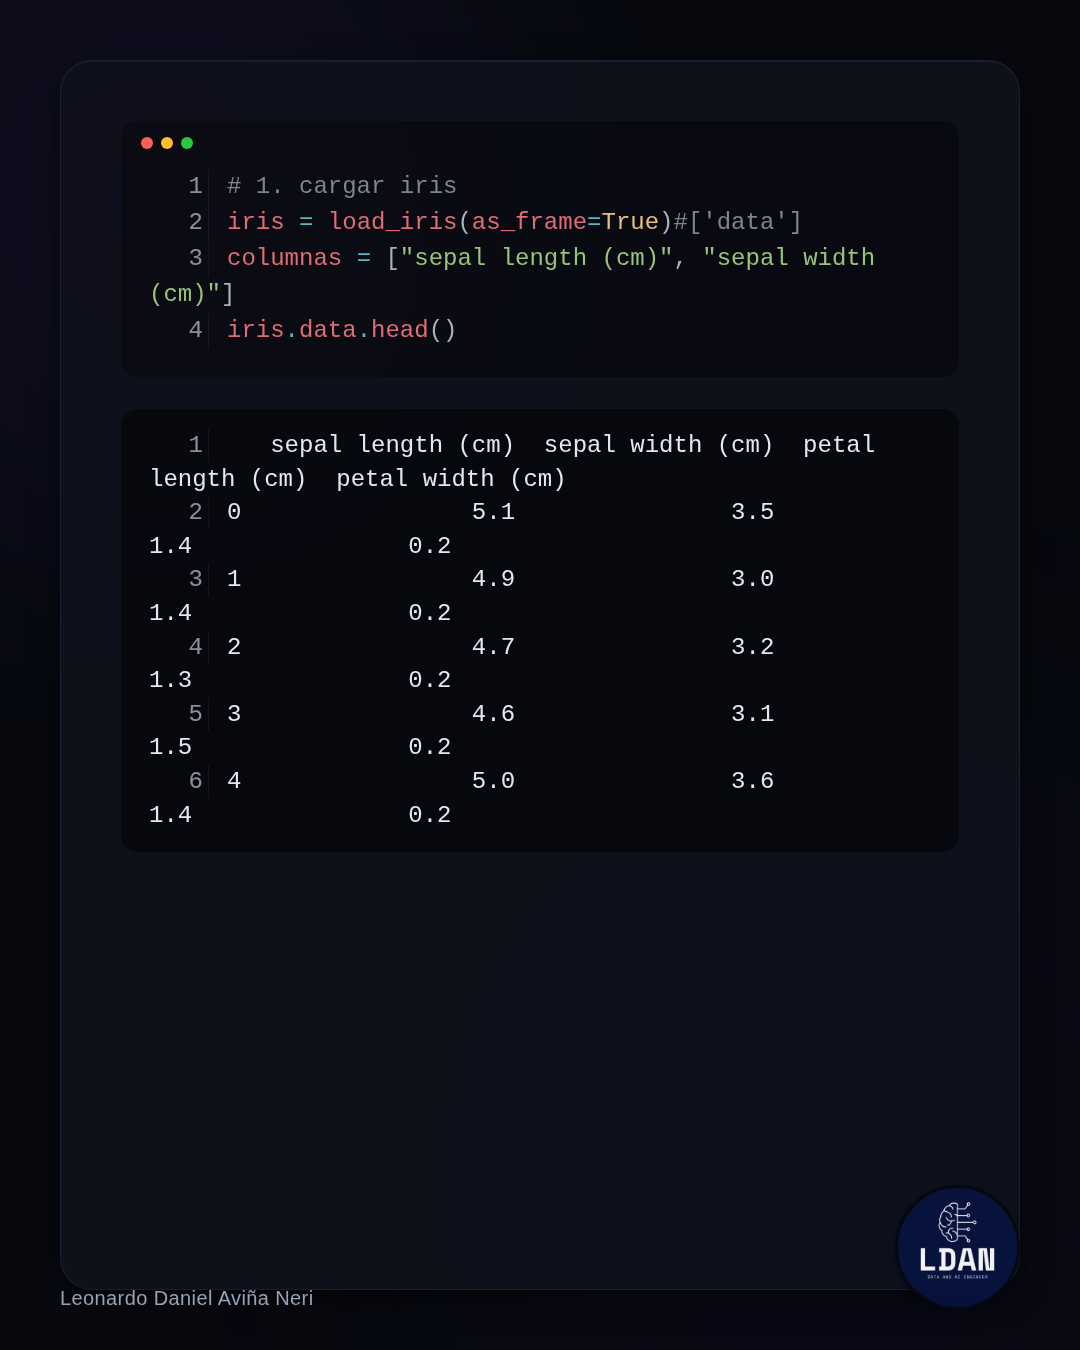 1 # 1. cargar iris
2 iris = load_iris(as_frame=True)#['data']
3 columnas = ["sepal length (cm)", "sepal width
(cm)"]
4 iris.data.head()
1    sepal length (cm)  sepal width (cm)  petal
length (cm)  petal width (cm)
2 0                5.1               3.5
1.4               0.2
3 1                4.9               3.0
1.4               0.2
4 2                4.7               3.2
1.3               0.2
5 3                4.6               3.1
1.5               0.2
6 4                5.0               3.6
1.4               0.2
LDAN
DATA AND AI ENGINEER
Leonardo Daniel Aviña Neri